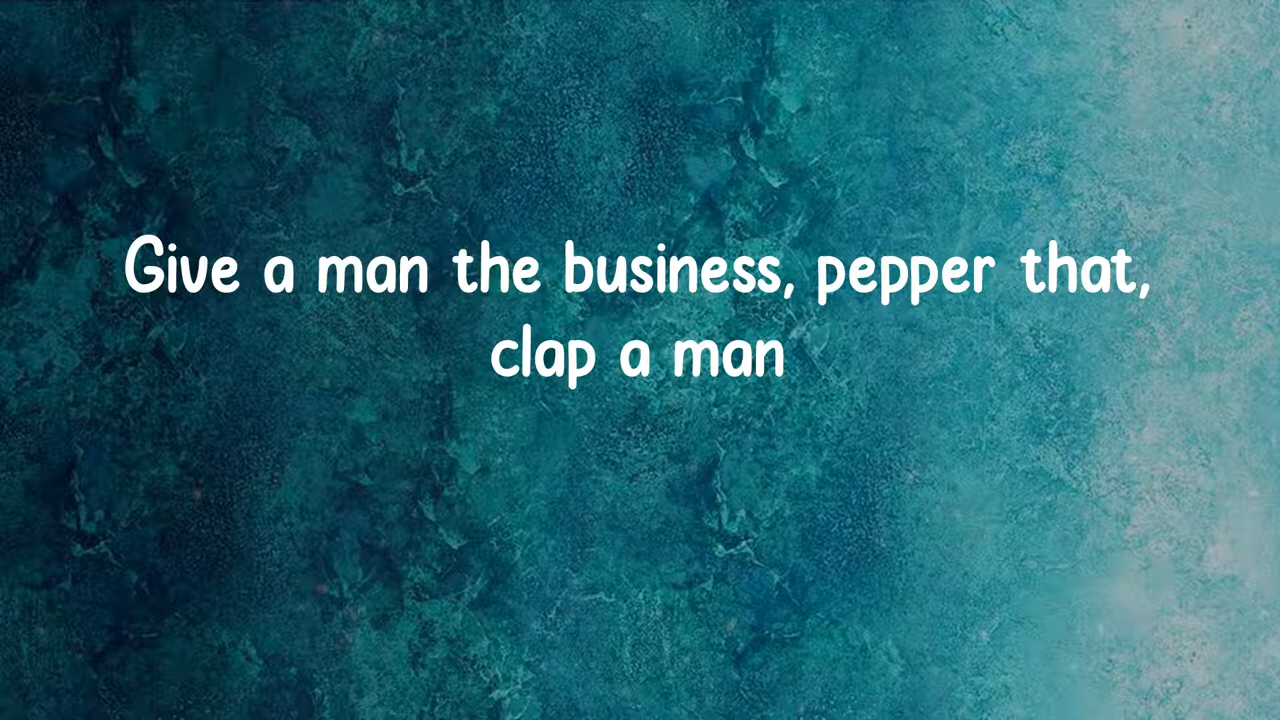 Give a man the business, pepper that,
clap a man